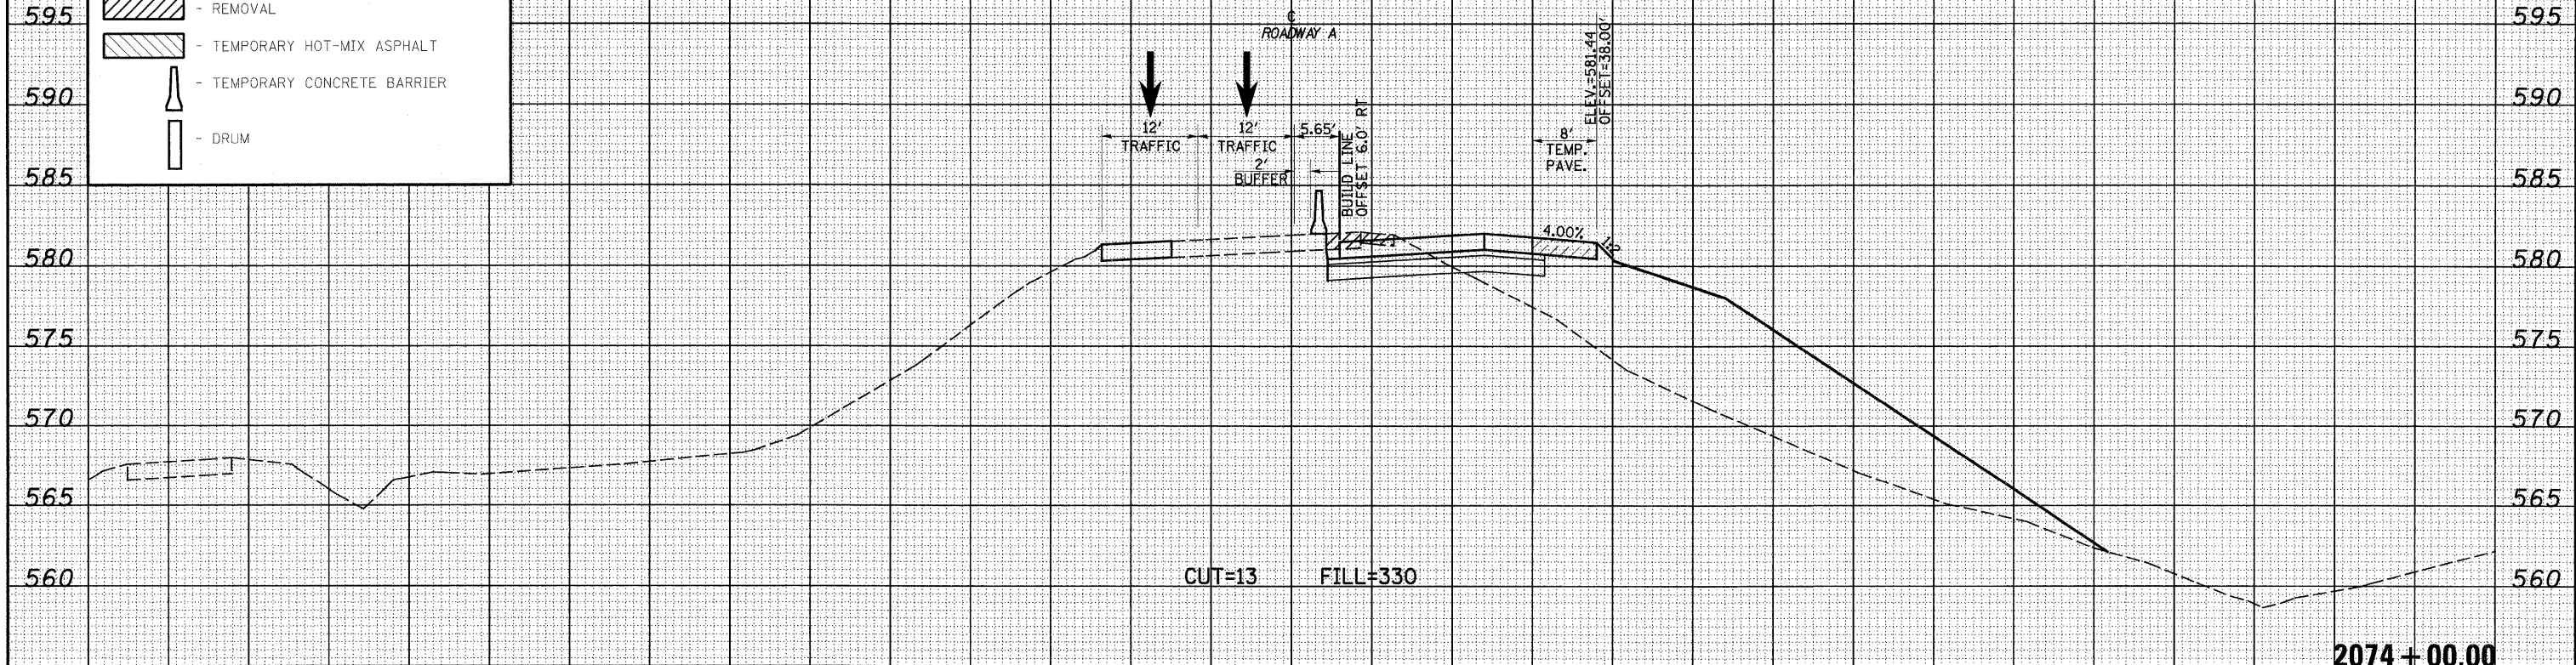 595
- REMOVAL
- TEMPORARY HOT-MIX ASPHALT
- TEMPORARY CONCRETE BARRIER
- DRUM
C
ROADWAY A
595
590
590
585
585
580
580
575
575
570
570
565
565
560
560
12'
TRAFFIC
12'
TRAFFIC
5.65'
2'
BUFFER
BUILD LINE
OFFSET 6.0' RT
ELEV.=581.44
OFFSET=38.00'
8'
TEMP.
PAVE.
4.00%
1:2
CUT=13
FILL=330
2074+00.00